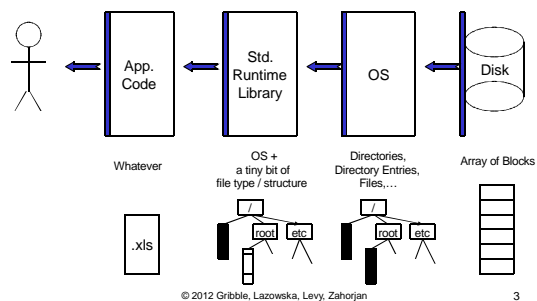 App.
Code
Std.
Runtime
Library
OS
Disk
Whatever
OS +
a tiny bit of
file type / structure
Directories,
Directory Entries,
Files,…
Array of Blocks
.xls
/
root
etc
/
root
etc
© 2012 Gribble, Lazowska, Levy, Zahorjan
3